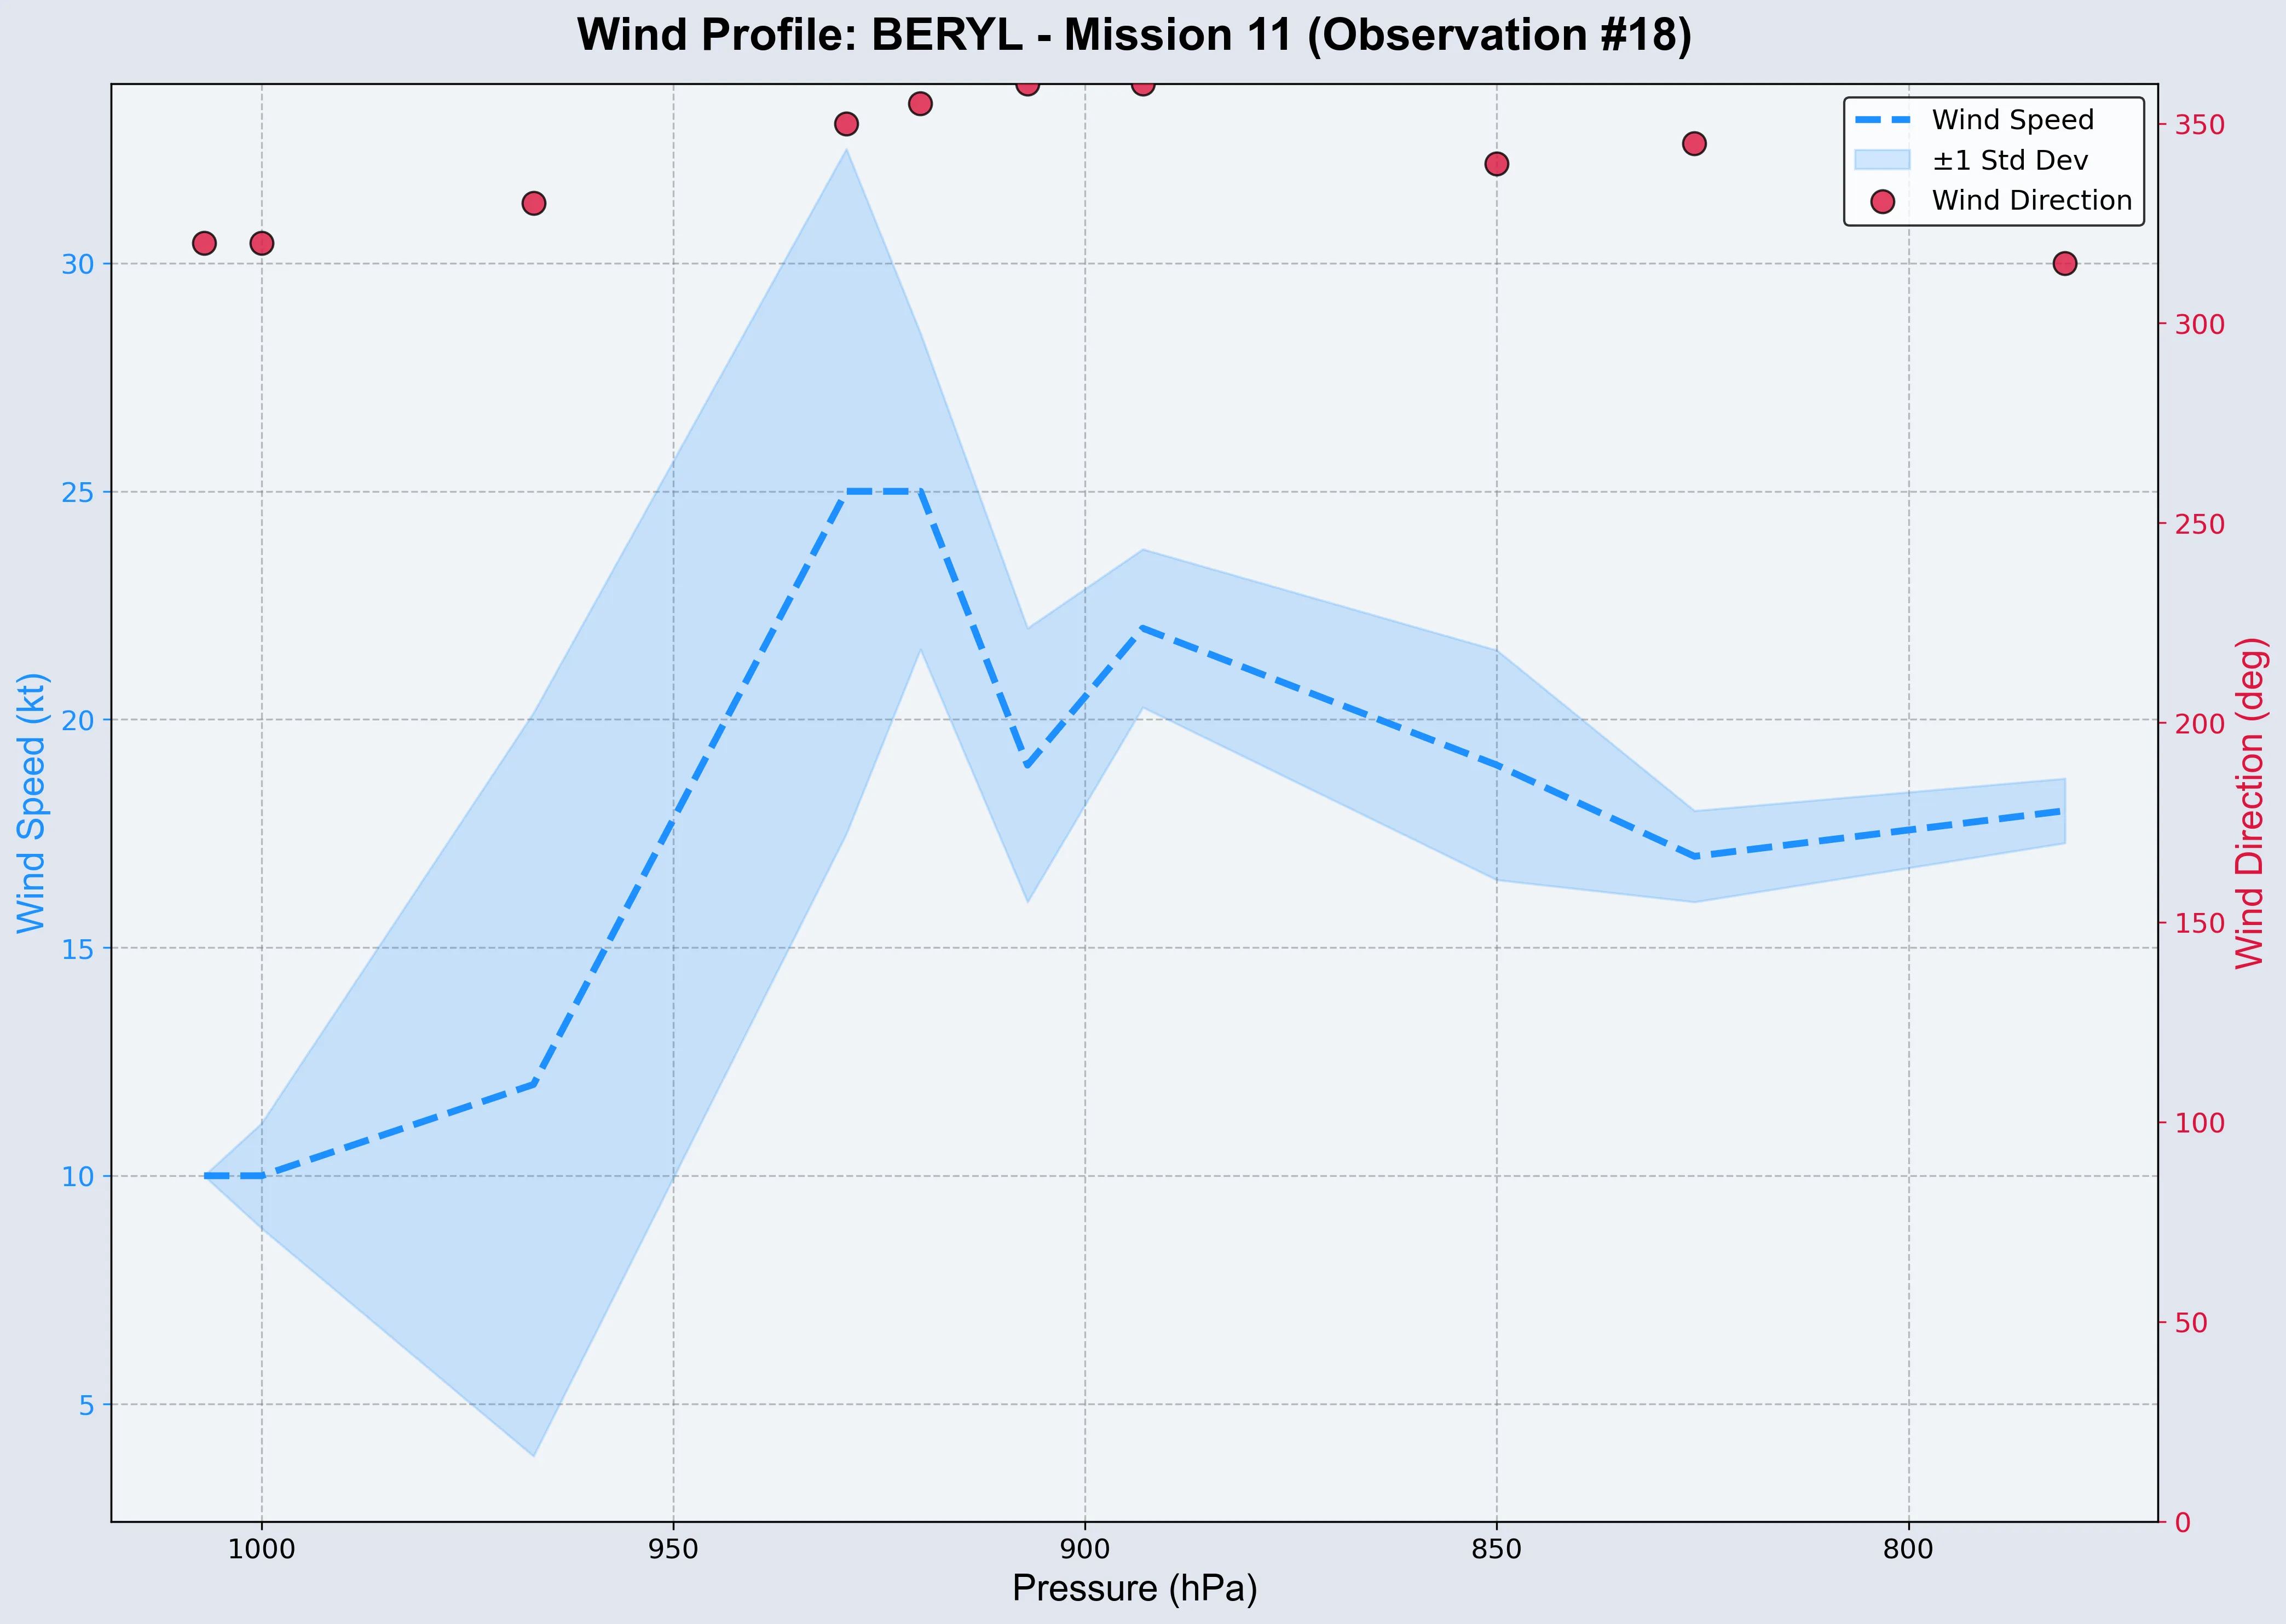 Wind Profile: BERYL - Mission 11 (Observation #18)
Wind Speed
±1 Std Dev
Wind Direction
Wind Speed (kt)
30
25
20
15
10
5
350
300
250
200
150
100
50
0
Wind Direction (deg)
1000 950 900 850 800
Pressure (hPa)